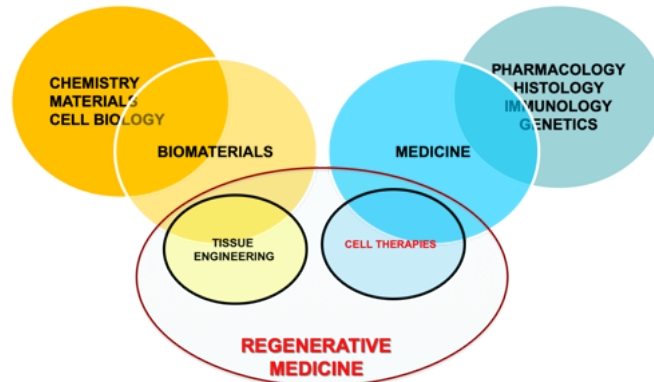 CHEMISTRY
MATERIALS
CELL BIOLOGY
BIOMATERIALS
MEDICINE
PHARMACOLOGY
HISTOLOGY
IMMUNOLOGY
GENETICS
TISSUE
ENGINEERING
CELL THERAPIES
REGENERATIVE
MEDICINE